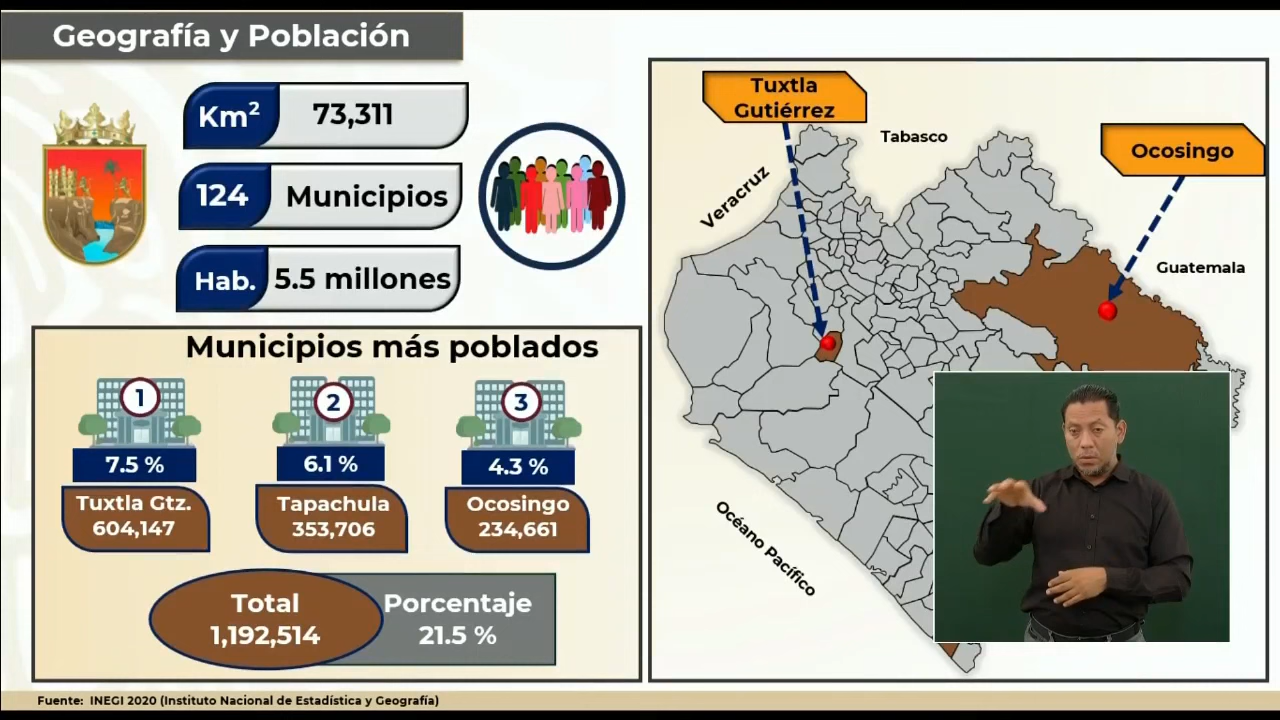 Geografía y Población
Km²
73,311
124
Municipios
Hab.
5.5 millones
Municipios más poblados
1
7.5 %
Tuxtla Gtz.
604,147
2
6.1 %
Tapachula
353,706
3
4.3 %
Ocosingo
234,661
Total
1,192,514
Porcentaje
21.5 %
Tuxtla
Gutiérrez
Tabasco
Ocosingo
Veracruz
Guatemala
Océano Pacífico
Fuente: INEGI 2020 (Instituto Nacional de Estadística y Geografía)